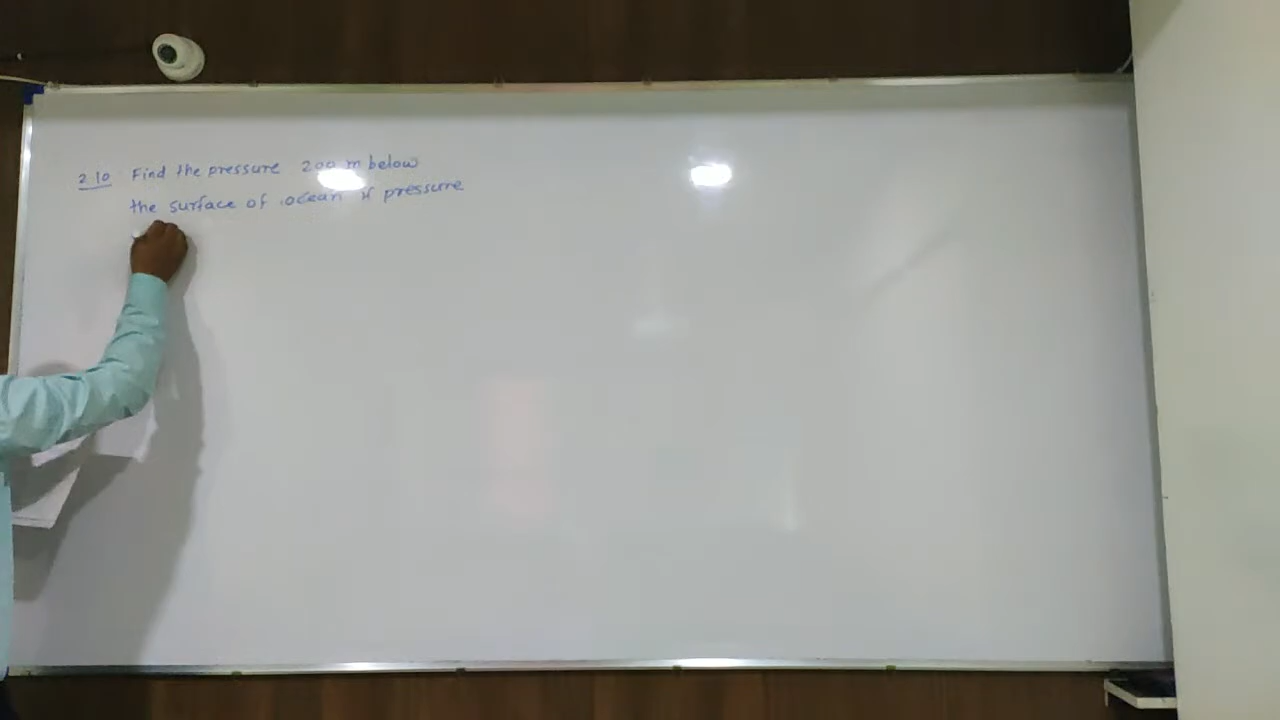 2.10 Find the pressure 200 m below
the surface of ocean if pressure